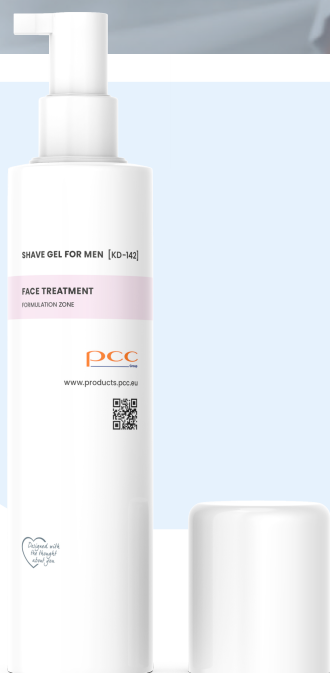 SHAVE GEL FOR MEN [KD-142]
FACE TREATMENT
FORMULATION ZONE
pcc
Group
www.products.pcc.eu
Designed with
the thought
about you